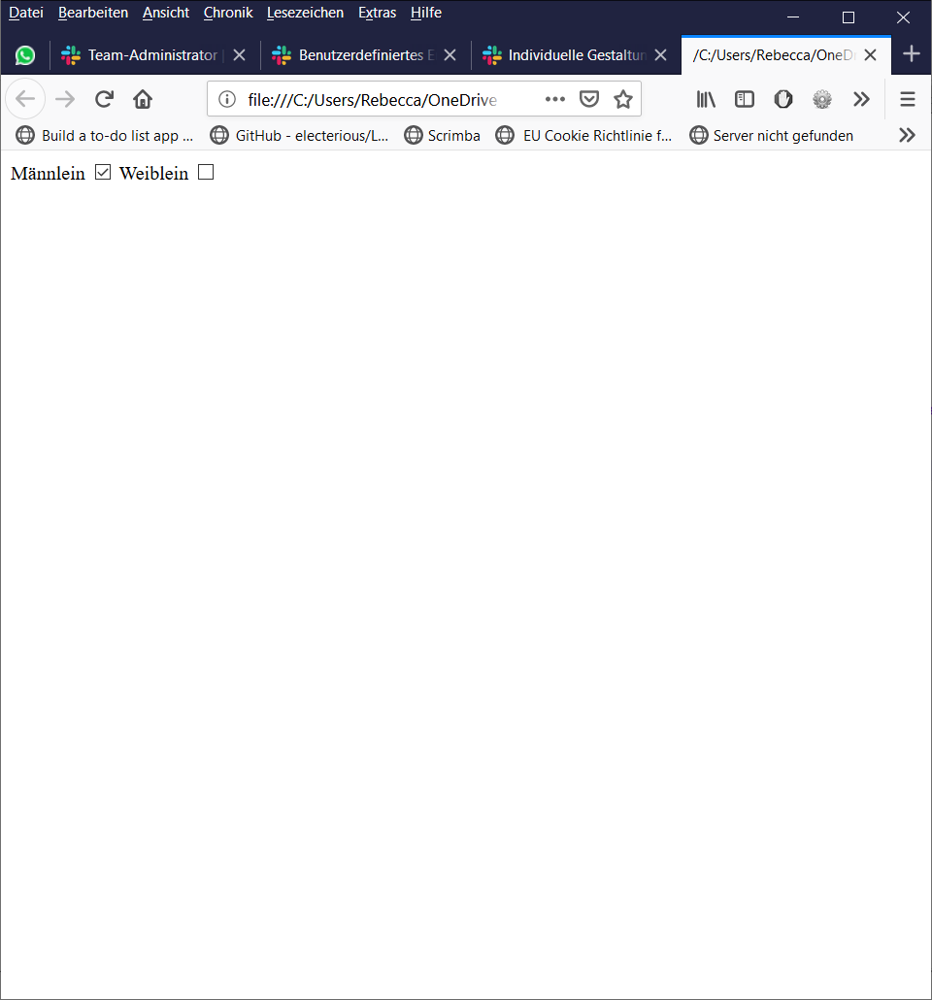 Datei Bearbeiten Ansicht Chronik Lesezeichen Extras Hilfe
Team-Administrator | Benutzerdefiniertes E Individuelle Gestaltun /C:/Users/Rebecca/OneDri
file:///C:/Users/Rebecca/OneDrive
Build a to-do list app ... GitHub - electerious/L... Scrimba EU Cookie Richtlinie f... Server nicht gefunden
Männlein Weiblein